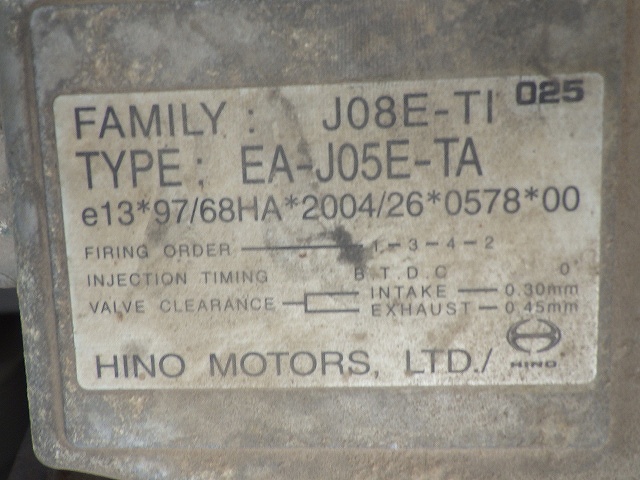 025
FAMILY : J08E-TI
TYPE : EA-J05E-TA
e13*97/68HA*2004/26*0578*00
FIRING ORDER 1-3-4-2
INJECTION TIMING B.T.D.C 0°
VALVE CLEARANCE INTAKE 0.30mm
EXHAUST 0.45mm
HINO MOTORS, LTD./ HINO